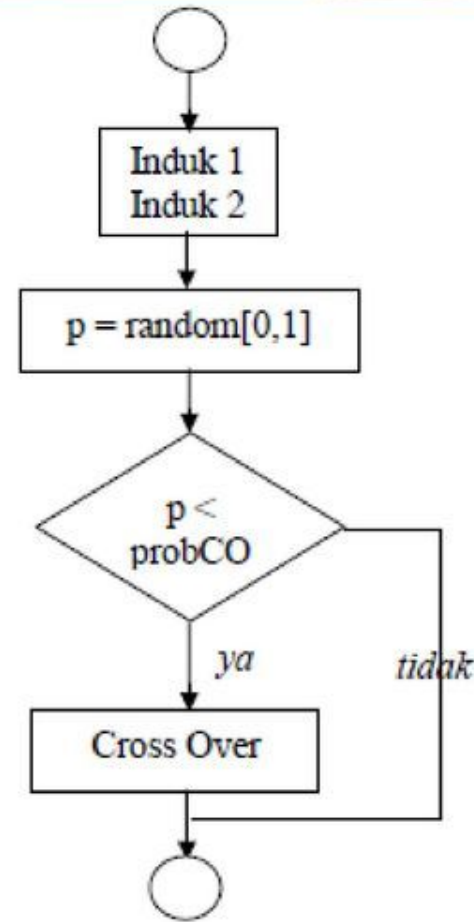 Induk 1
Induk 2
p = random[0,1]
p <
probCO
ya
tidak
Cross Over